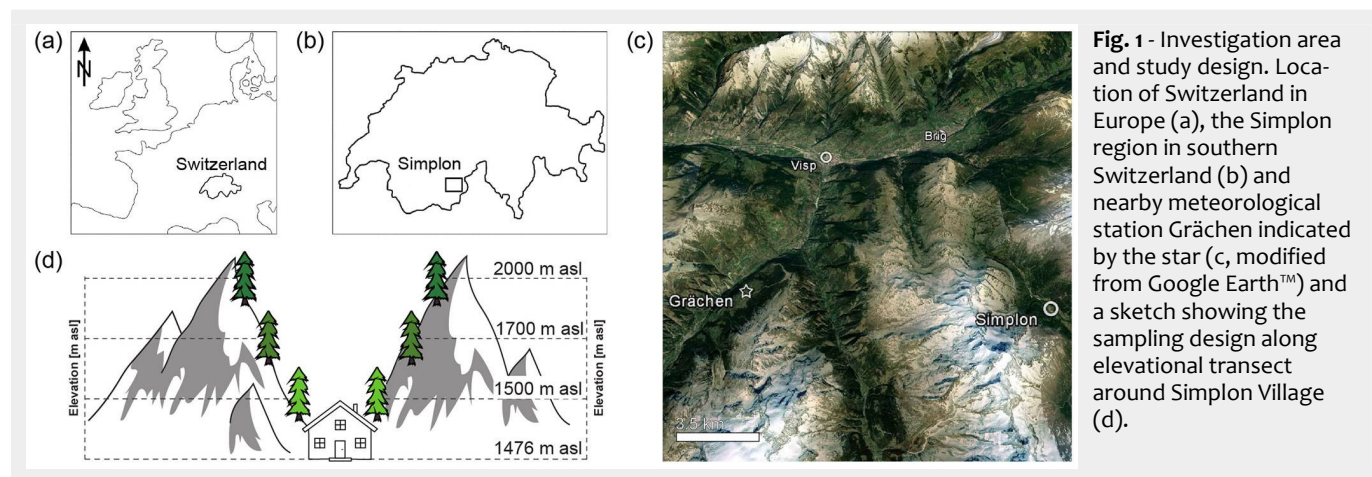 (a)
N
Switzerland
(b)
Simplon
(c)
Brig
Visp
Grächen
Simplon
3.5 km
(d)
2000 m asl
1700 m asl
1500 m asl
1476 m asl
Elevation [m asl]
Elevation [m asl]
Fig. 1 - Investigation area
and study design. Loca-
tion of Switzerland in
Europe (a), the Simplon
region in southern
Switzerland (b) and
nearby meteorological
station Grächen indicated
by the star (c, modified
from Google Earth™) and
a sketch showing the
sampling design along
elevational transect
around Simplon Village
(d).